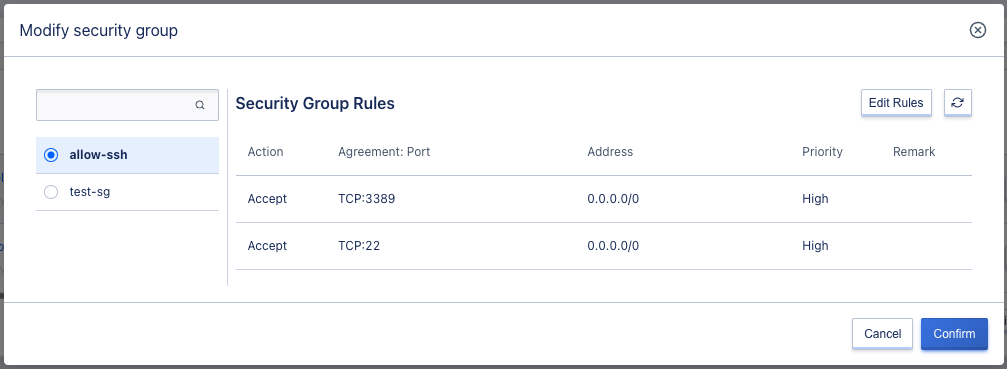 Modify security group
Security Group Rules
Edit Rules
allow-ssh
test-sg
Action Agreement: Port Address Priority Remark
Accept TCP:3389 0.0.0.0/0 High
Accept TCP:22 0.0.0.0/0 High
Cancel Confirm